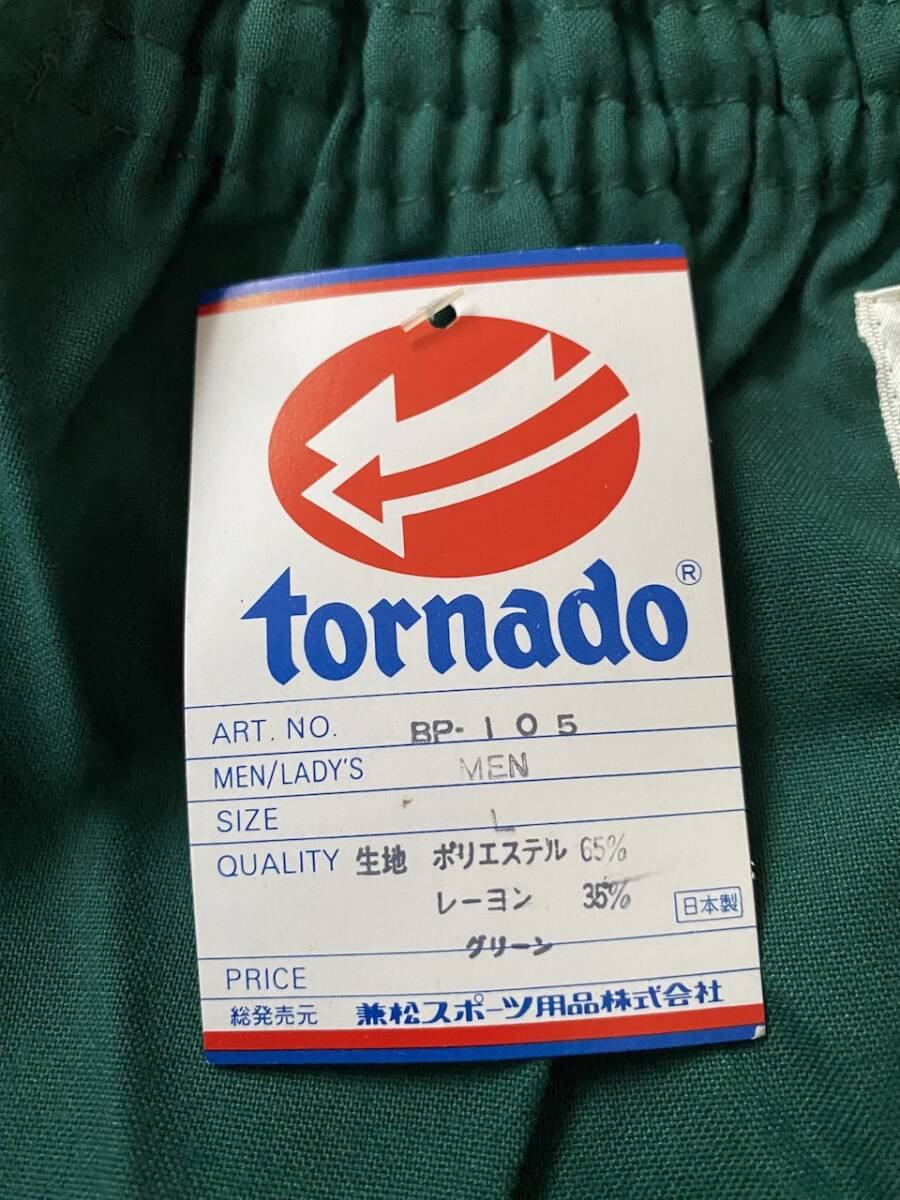 tornado®
ART. NO. BP-105
MEN/LADY'S MEN
SIZE L
QUALITY 生地 ポリエステル 65%
レーヨン 35% 日本製
グリーン
PRICE
総発売元 兼松スポーツ用品株式会社